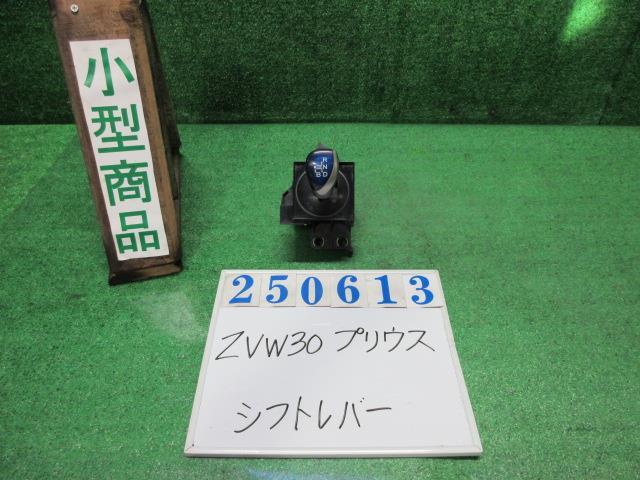 小型商品
R
N
B D
250613
ZVW30 プリウス
シフトレバー